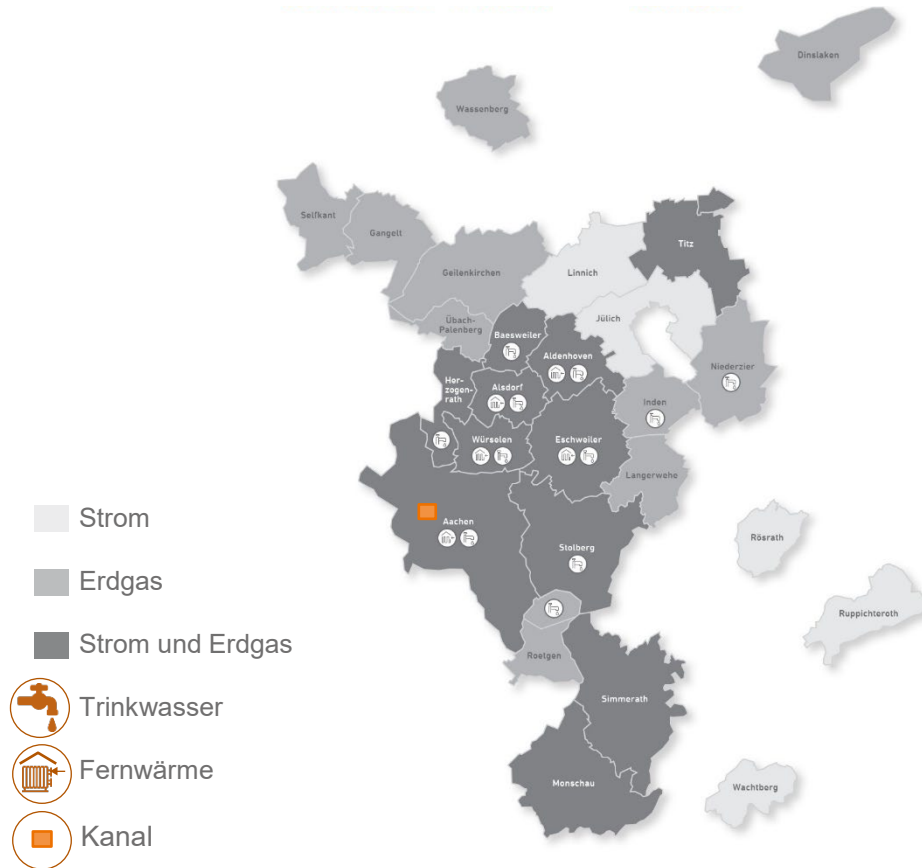 Dinslaken
Wassenberg
Selfkant
Gangelt
Titz
Geilenkirchen
Linnich
Übach-
Palenberg
Jülich
Baesweiler
Aldenhoven
Niederzier
Her-
zogen-
rath
Alsdorf
Inden
Würselen
Eschweiler
Langerwehe
Aachen
Stolberg
Rösrath
Ruppichteroth
Roetgen
Simmerath
Monschau
Wachtberg
Strom
Erdgas
Strom und Erdgas
Trinkwasser
Fernwärme
Kanal